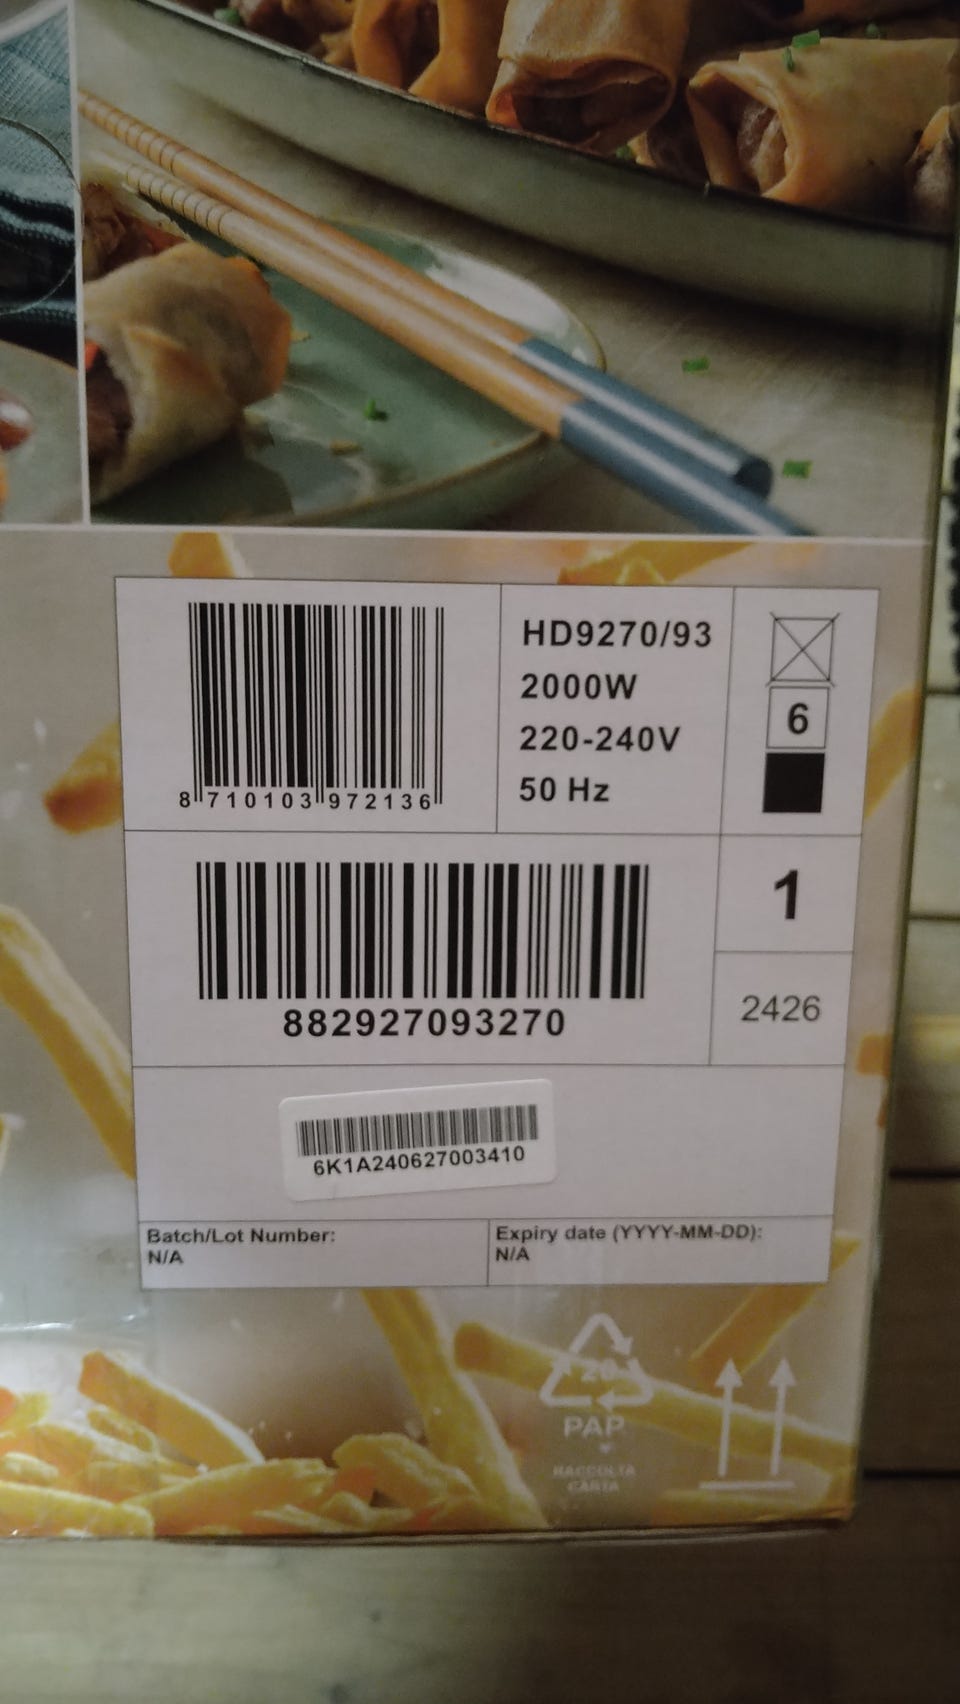 HD9270/93
2000W
220-240V
50 Hz
6
8 710103 972136
1
882927093270
2426
6K1A240627003410
Batch/Lot Number:
N/A
Expiry date (YYYY-MM-DD):
N/A
20
PAP
RACCOLTA
CARTA